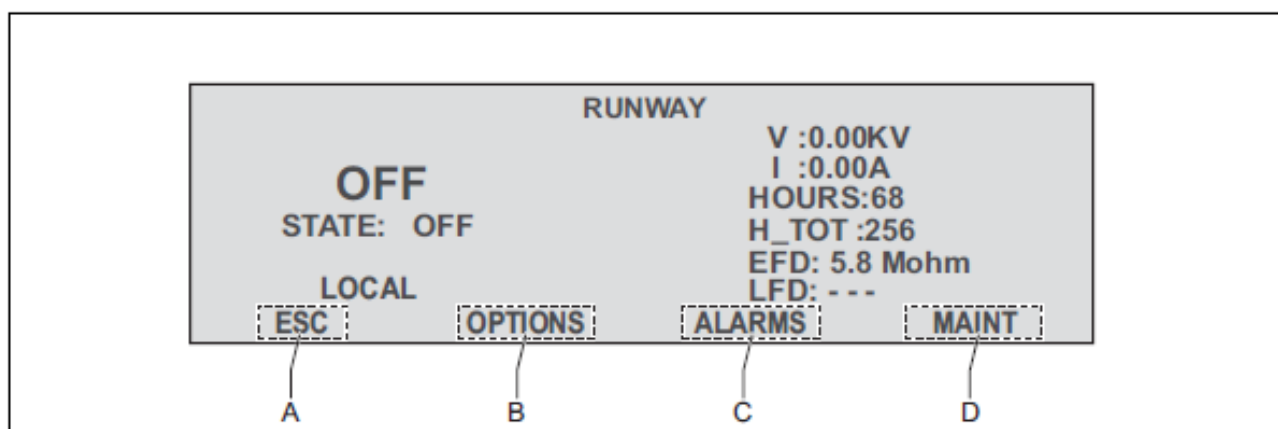 RUNWAY
OFF
STATE: OFF
LOCAL
V :0.00KV
I :0.00A
HOURS:68
H_TOT :256
EFD: 5.8 Mohm
LFD: - - -
ESC OPTIONS ALARMS MAINT
A B C D